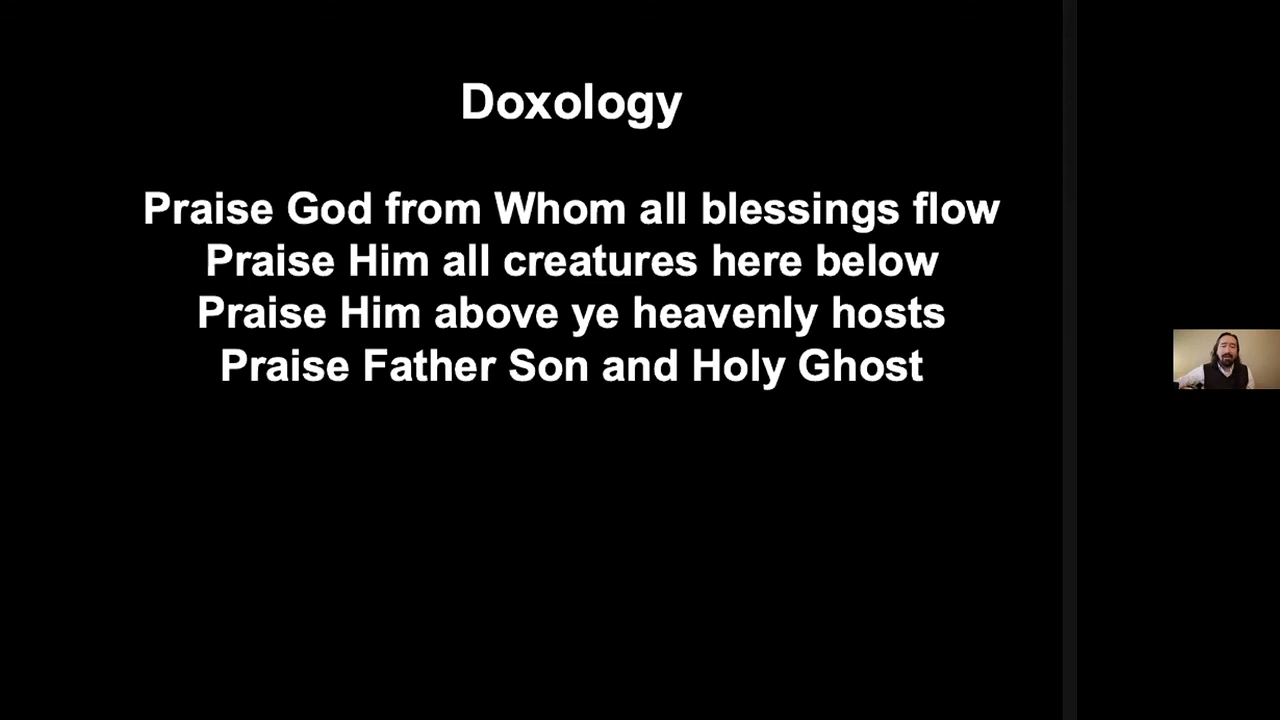 Doxology
Praise God from Whom all blessings flow
Praise Him all creatures here below
Praise Him above ye heavenly hosts
Praise Father Son and Holy Ghost